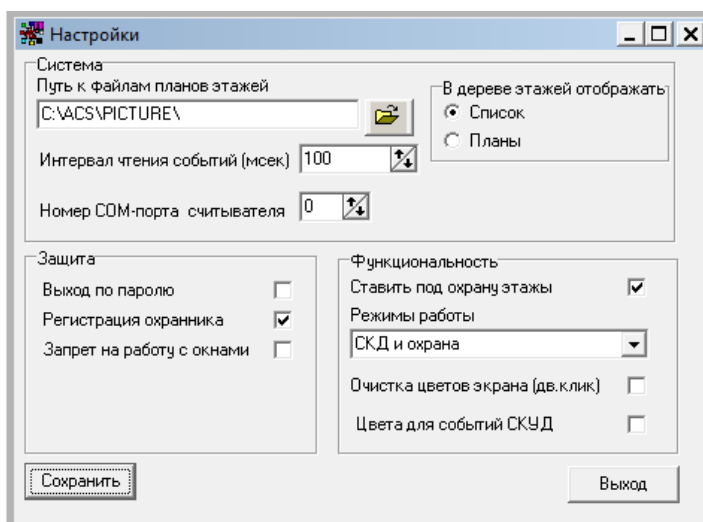 Настройки
Система
Путь к файлам планов этажей
C:\ACS\PICTURE\
В дереве этажей отображать
Список
Планы
Интервал чтения событий (мсек) 100
Номер COM-порта считывателя 0
Защита
Выход по паролю
Регистрация охранника
Запрет на работу с окнами
Функциональность
Ставить под охрану этажы
Режимы работы
СКД и охрана
Очистка цветов экрана (дв.клик)
Цвета для событий СКУД
Сохранить
Выход